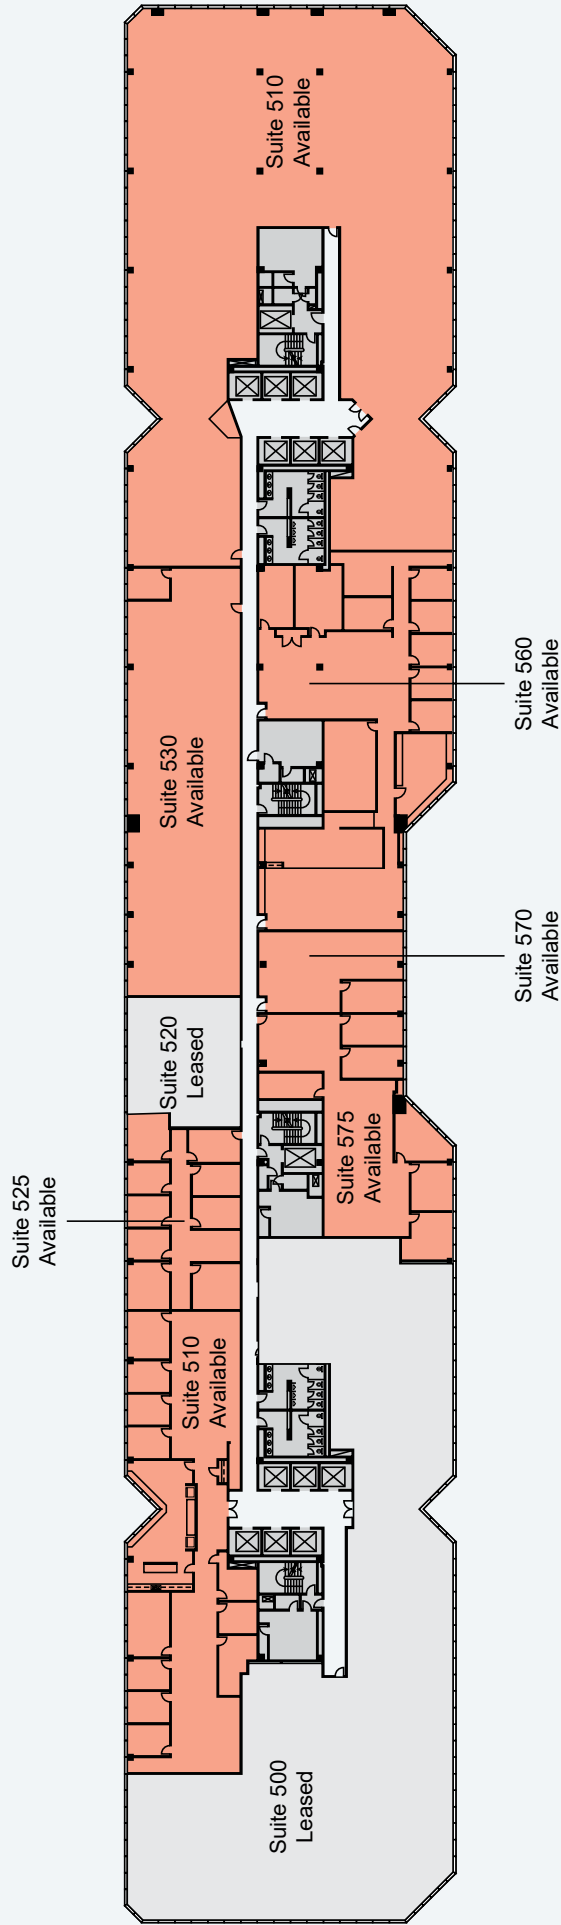 Suite 510
Available
Suite 560
Available
Suite 530
Available
Suite 570
Available
Suite 520
Leased
Suite 575
Available
Suite 525
Available
Suite 510
Available
Suite 500
Leased